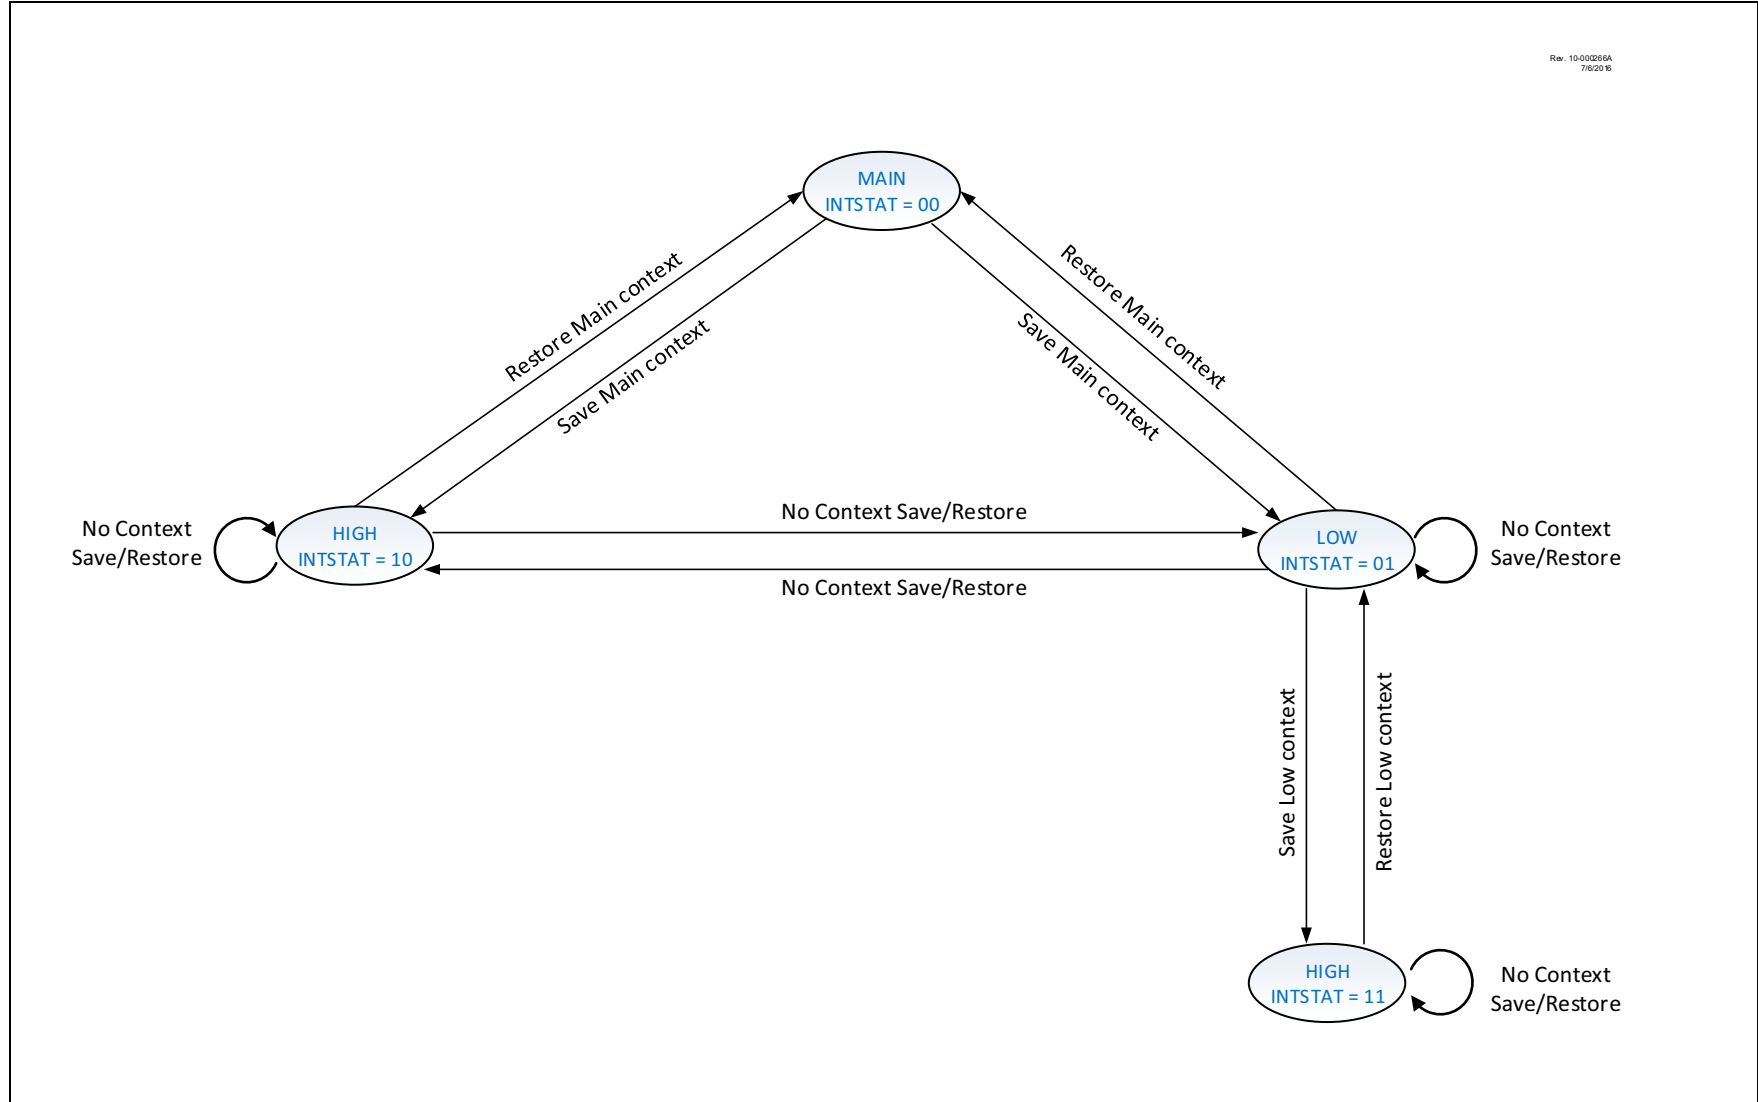 Rev. 10-000266A
7/6/2016
MAIN
INTSTAT = 00
Restore Main context
Save Main context
Save Main context
Restore Main context
No Context
Save/Restore
HIGH
INTSTAT = 10
No Context Save/Restore
No Context Save/Restore
LOW
INTSTAT = 01
No Context
Save/Restore
Save Low context
Restore Low context
HIGH
INTSTAT = 11
No Context
Save/Restore